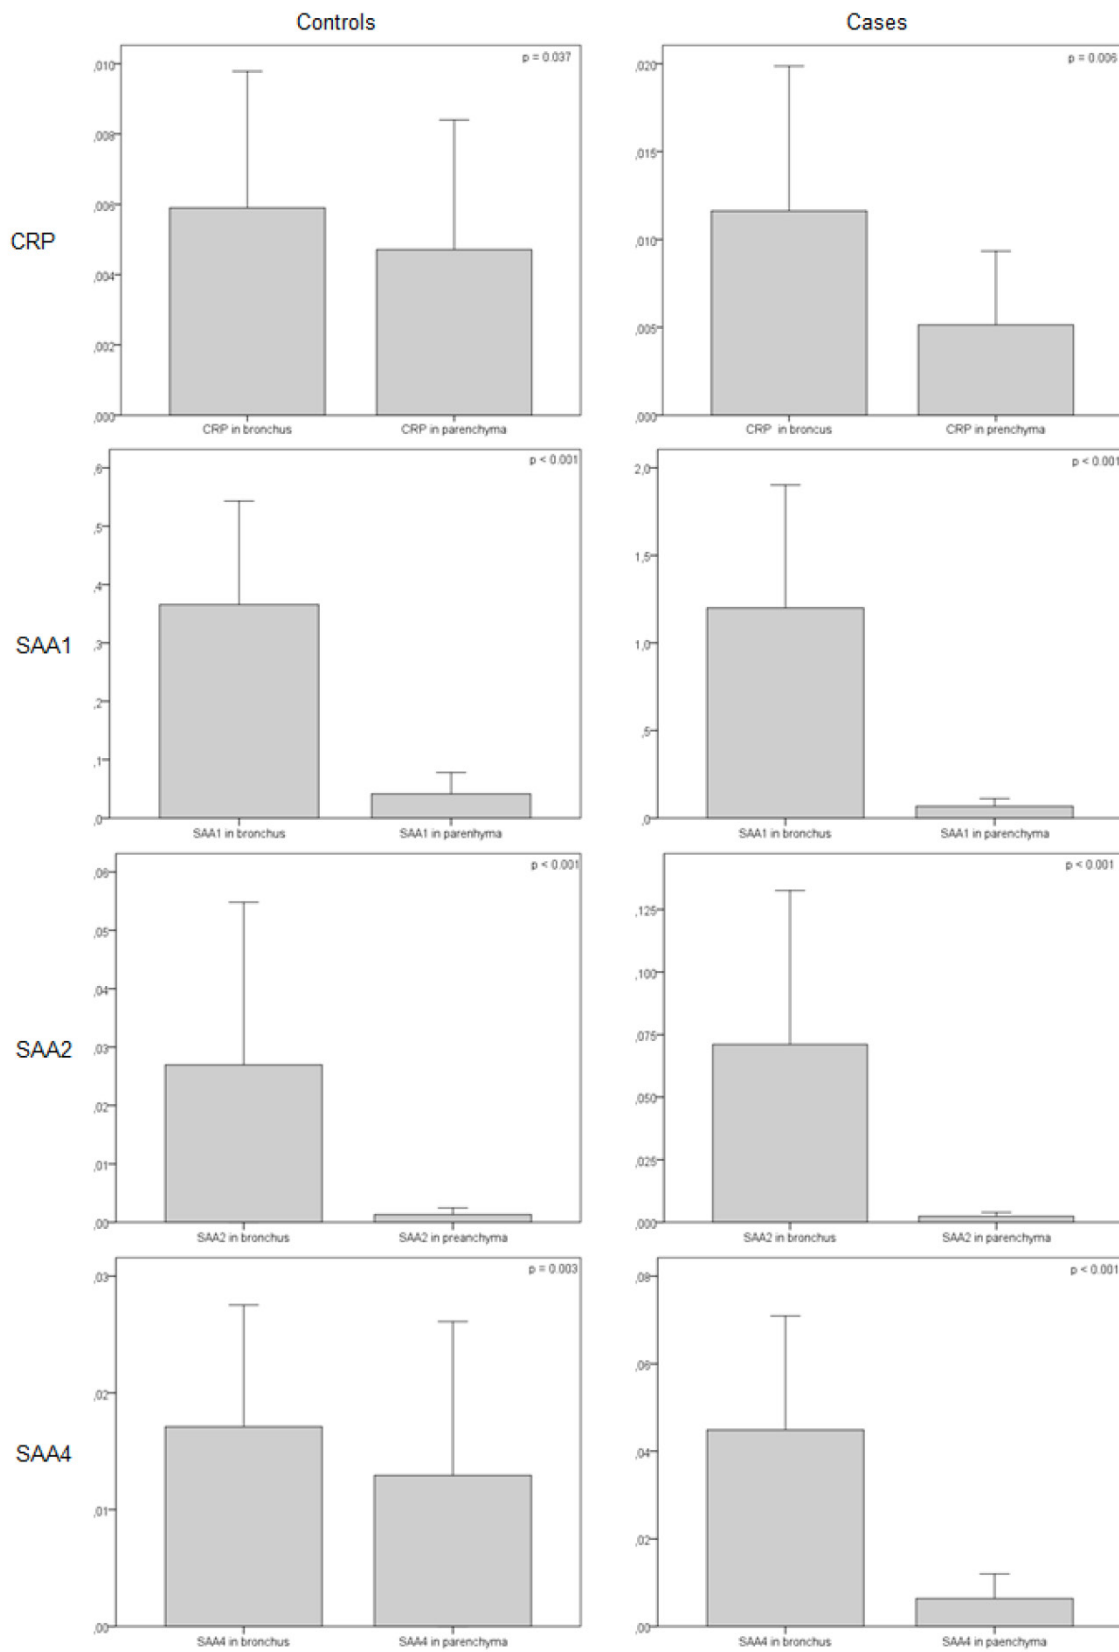 Controls
Cases
CRP
p = 0.037
,010
,008
,006
,004
,002
,000
CRP in bronchus
CRP in parenchyma
p = 0.006
,020
,015
,010
,005
,000
CRP in broncus
CRP in prenchyma
SAA1
p < 0.001
,6
,5
,4
,3
,2
,1
,0
SAA1 in bronchus
SAA1 in parenhyma
p < 0.001
2,0
1,5
1,0
,5
,0
SAA1 in bronchus
SAA1 in parenchyma
SAA2
p < 0.001
,06
,05
,04
,03
,02
,01
,00
SAA2 in bronchus
SAA2 in preanchyma
p < 0.001
,125
,100
,075
,050
,025
,000
SAA2 in bronchus
SAA2 in parenchyma
SAA4
p = 0.003
,03
,02
,01
,00
SAA4 in bronchus
SAA4 in parenchyma
p < 0.001
,08
,06
,04
,02
,00
SAA4 in bronchus
SAA4 in paenchyma